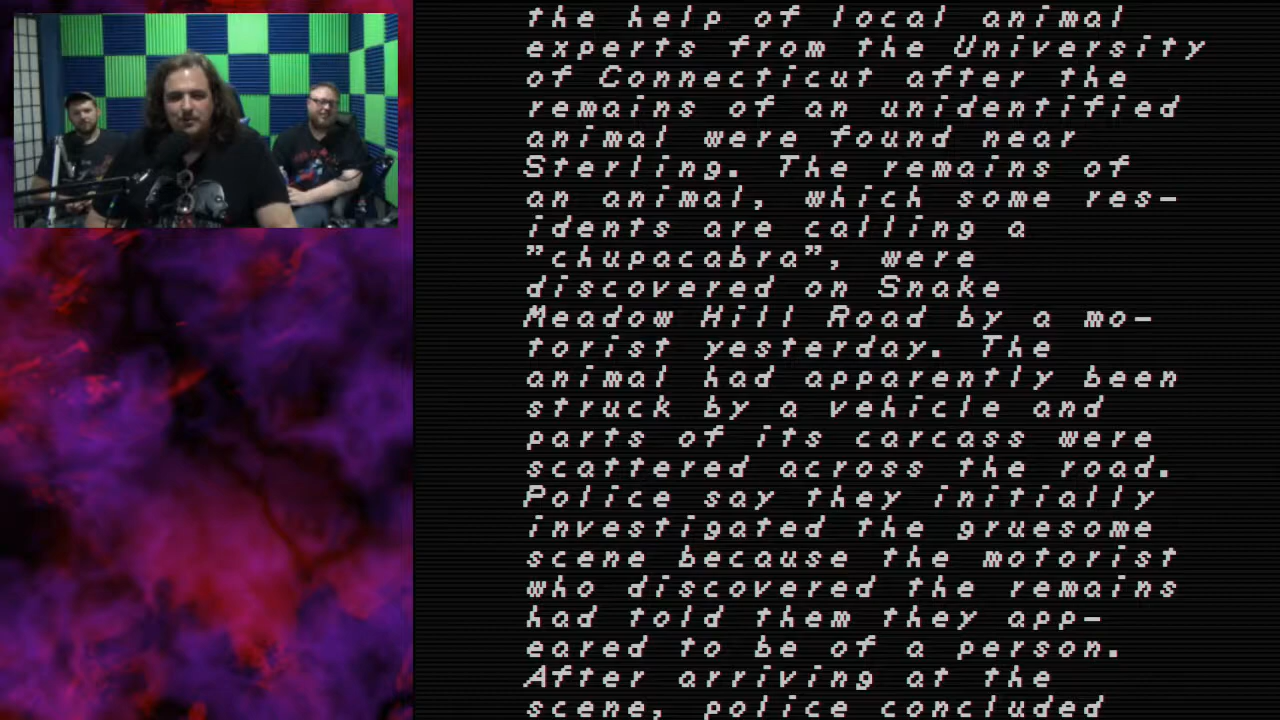 the help of local animal
experts from the University
of Connecticut after the
remains of an unidentified
animal were found near
Sterling. The remains of
an animal, which some res-
idents are calling a
"chupacabra", were
discovered on Snake
Meadow Hill Road by a mo-
torist yesterday. The
animal had apparently been
struck by a vehicle and
parts of its carcass were
scattered across the road.
Police say they initially
investigated the gruesome
scene because the motorist
who discovered the remains
had told them they app-
eared to be of a person.
After arriving at the
scene, police concluded